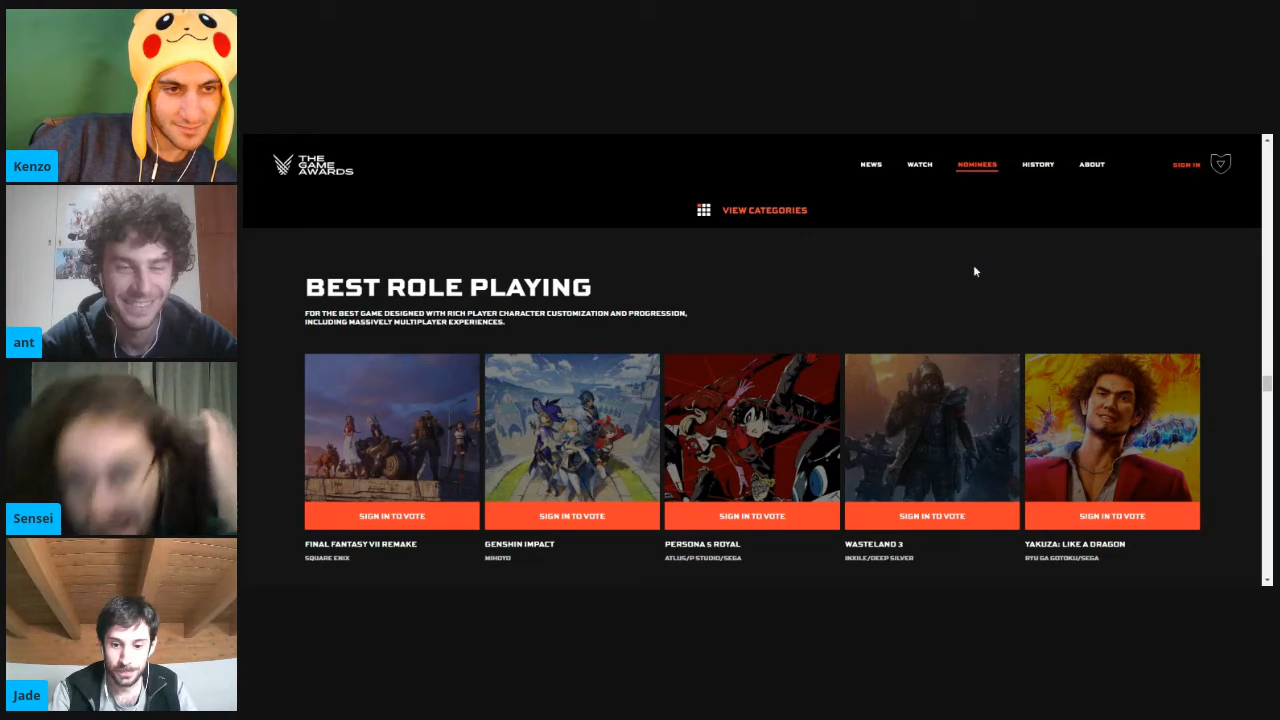 Kenzo
ant
Sensei
Jade
THE
GAME
AWARDS
NEWS WATCH NOMINEES HISTORY ABOUT SIGN IN
VIEW CATEGORIES
BEST ROLE PLAYING
FOR THE BEST GAME DESIGNED WITH RICH PLAYER CHARACTER CUSTOMIZATION AND PROGRESSION,
INCLUDING MASSIVELY MULTIPLAYER EXPERIENCES.
SIGN IN TO VOTE SIGN IN TO VOTE SIGN IN TO VOTE SIGN IN TO VOTE SIGN IN TO VOTE
FINAL FANTASY VII REMAKE GENSHIN IMPACT PERSONA 5 ROYAL WASTELAND 3 YAKUZA: LIKE A DRAGON
SQUARE ENIX MIHOYO ATLUS/P STUDIO/SEGA INXILE/DEEP SILVER RYU GA GOTOKU/SEGA